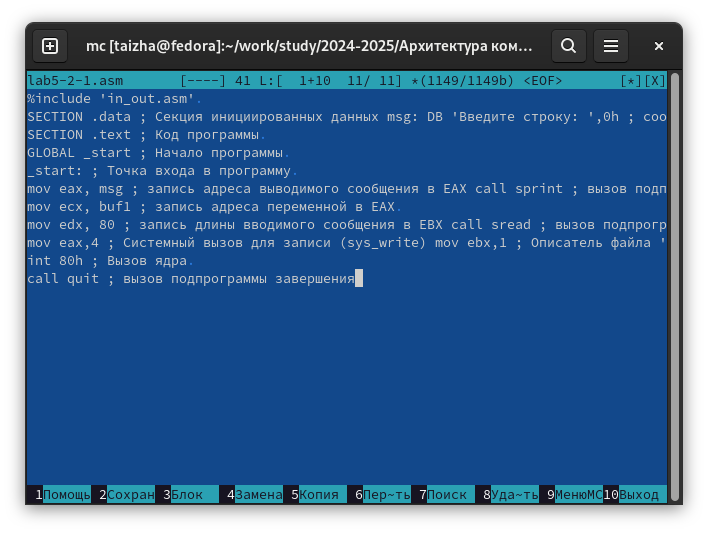 mc [taizha@fedora]:~/work/study/2024-2025/Архитектура ком...
lab5-2-1.asm [----] 41 L:[ 1+10 11/ 11] *(1149/1149b) <EOF> [*][X]
%include 'in_out.asm'.
SECTION .data ; Секция инициированных данных msg: DB 'Введите строку: ',0h ; соо
SECTION .text ; Код программы.
GLOBAL _start ; Начало программы.
_start: ; Точка входа в программу.
mov eax, msg ; запись адреса выводимого сообщения в EAX call sprint ; вызов подп
mov ecx, buf1 ; запись адреса переменной в EAX.
mov edx, 80 ; запись длины вводимого сообщения в EBX call sread ; вызов подпрогр
mov eax,4 ; Системный вызов для записи (sys_write) mov ebx,1 ; Описатель файла '
int 80h ; Вызов ядра.
call quit ; вызов подпрограммы завершения
1Помощь 2Сохран 3Блок 4Замена 5Копия 6Пер~ть 7Поиск 8Уда~ть 9МенюMC 10Выход